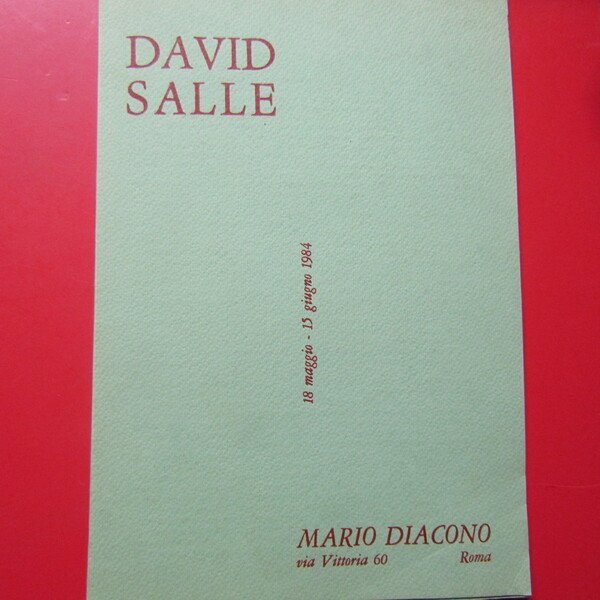 DAVID
SALLE
18 maggio - 15 giugno 1984
MARIO DIACONO
via Vittoria 60 Roma